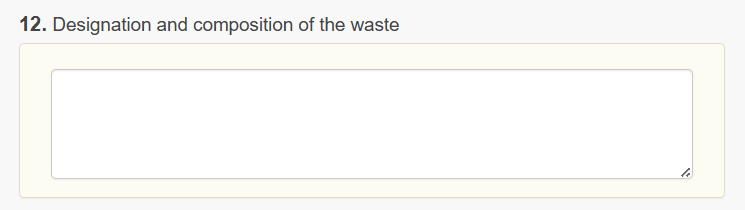 12. Designation and composition of the waste